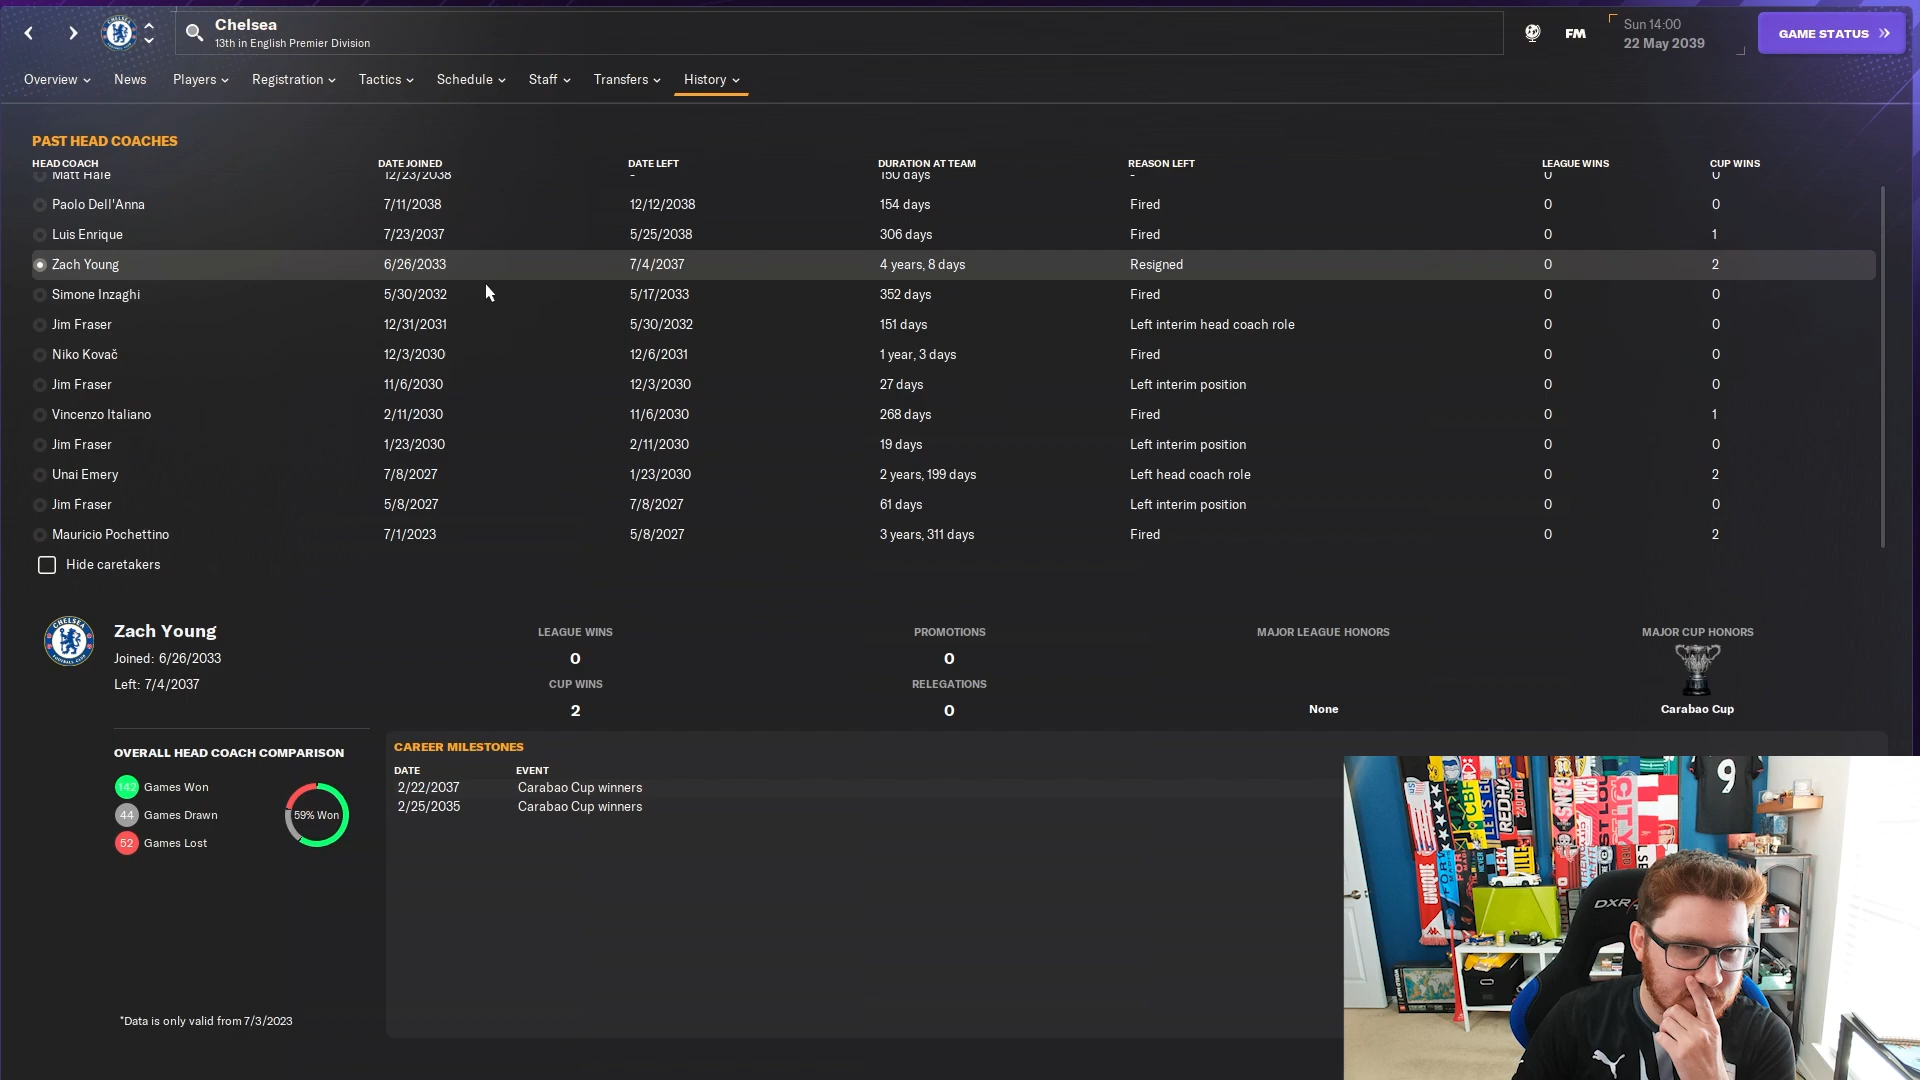 Chelsea
13th in English Premier Division
FM
Sun 14:00
22 May 2039
GAME STATUS
Overview News Players Registration Tactics Schedule Staff Transfers History
PAST HEAD COACHES
HEAD COACH DATE JOINED DATE LEFT DURATION AT TEAM REASON LEFT LEAGUE WINS CUP WINS
Matt Hale 12/23/2038 - 150 days - 0 0
Paolo Dell'Anna 7/11/2038 12/12/2038 154 days Fired 0 0
Luis Enrique 7/23/2037 5/25/2038 306 days Fired 0 1
Zach Young 6/26/2033 7/4/2037 4 years, 8 days Resigned 0 2
Simone Inzaghi 5/30/2032 5/17/2033 352 days Fired 0 0
Jim Fraser 12/31/2031 5/30/2032 151 days Left interim head coach role 0 0
Niko Kovač 12/3/2030 12/6/2031 1 year, 3 days Fired 0 0
Jim Fraser 11/6/2030 12/3/2030 27 days Left interim position 0 0
Vincenzo Italiano 2/11/2030 11/6/2030 268 days Fired 0 1
Jim Fraser 1/23/2030 2/11/2030 19 days Left interim position 0 0
Unai Emery 7/8/2027 1/23/2030 2 years, 199 days Left head coach role 0 2
Jim Fraser 5/8/2027 7/8/2027 61 days Left interim position 0 0
Mauricio Pochettino 7/1/2023 5/8/2027 3 years, 311 days Fired 0 2
Hide caretakers
Zach Young
Joined: 6/26/2033
Left: 7/4/2037
LEAGUE WINS PROMOTIONS MAJOR LEAGUE HONORS MAJOR CUP HONORS
0 0
CUP WINS RELEGATIONS
2 0 None Carabao Cup
OVERALL HEAD COACH COMPARISON
142 Games Won
44 Games Drawn
52 Games Lost
59% Won
*Data is only valid from 7/3/2023
CAREER MILESTONES
DATE EVENT
2/22/2037 Carabao Cup winners
2/25/2035 Carabao Cup winners
9
CITY
UNIQUE
DXR